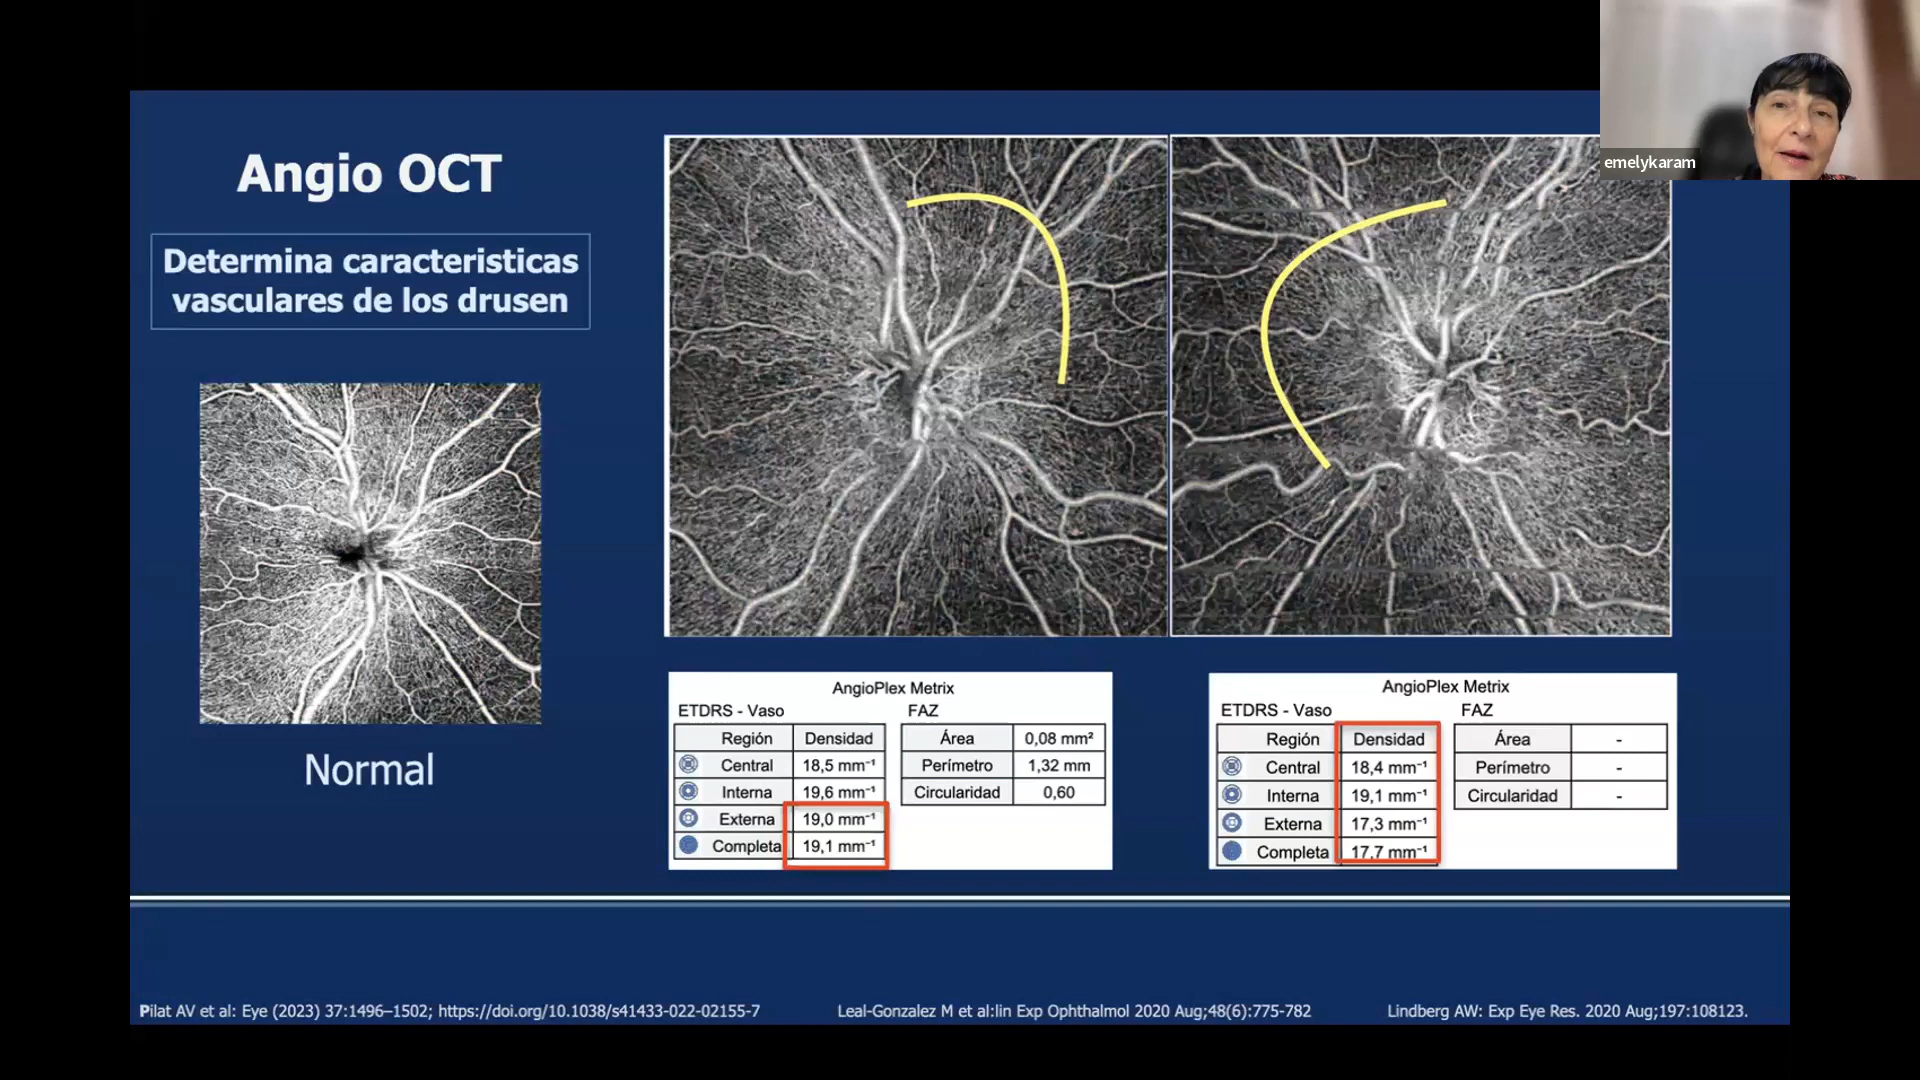 emelykaram
Angio OCT
Determina caracteristicas
vasculares de los drusen
Normal
AngioPlex Metrix
ETDRS - Vaso
FAZ
Región Densidad
Central 18,5 mm⁻¹
Interna 19,6 mm⁻¹
Externa 19,0 mm⁻¹
Completa 19,1 mm⁻¹
Área 0,08 mm²
Perímetro 1,32 mm
Circularidad 0,60
AngioPlex Metrix
ETDRS - Vaso
FAZ
Región Densidad
Central 18,4 mm⁻¹
Interna 19,1 mm⁻¹
Externa 17,3 mm⁻¹
Completa 17,7 mm⁻¹
Área -
Perímetro -
Circularidad -
Pilat AV et al: Eye (2023) 37:1496–1502; https://doi.org/10.1038/s41433-022-02155-7
Leal-Gonzalez M et al:lin Exp Ophthalmol 2020 Aug;48(6):775-782
Lindberg AW: Exp Eye Res. 2020 Aug;197:108123.